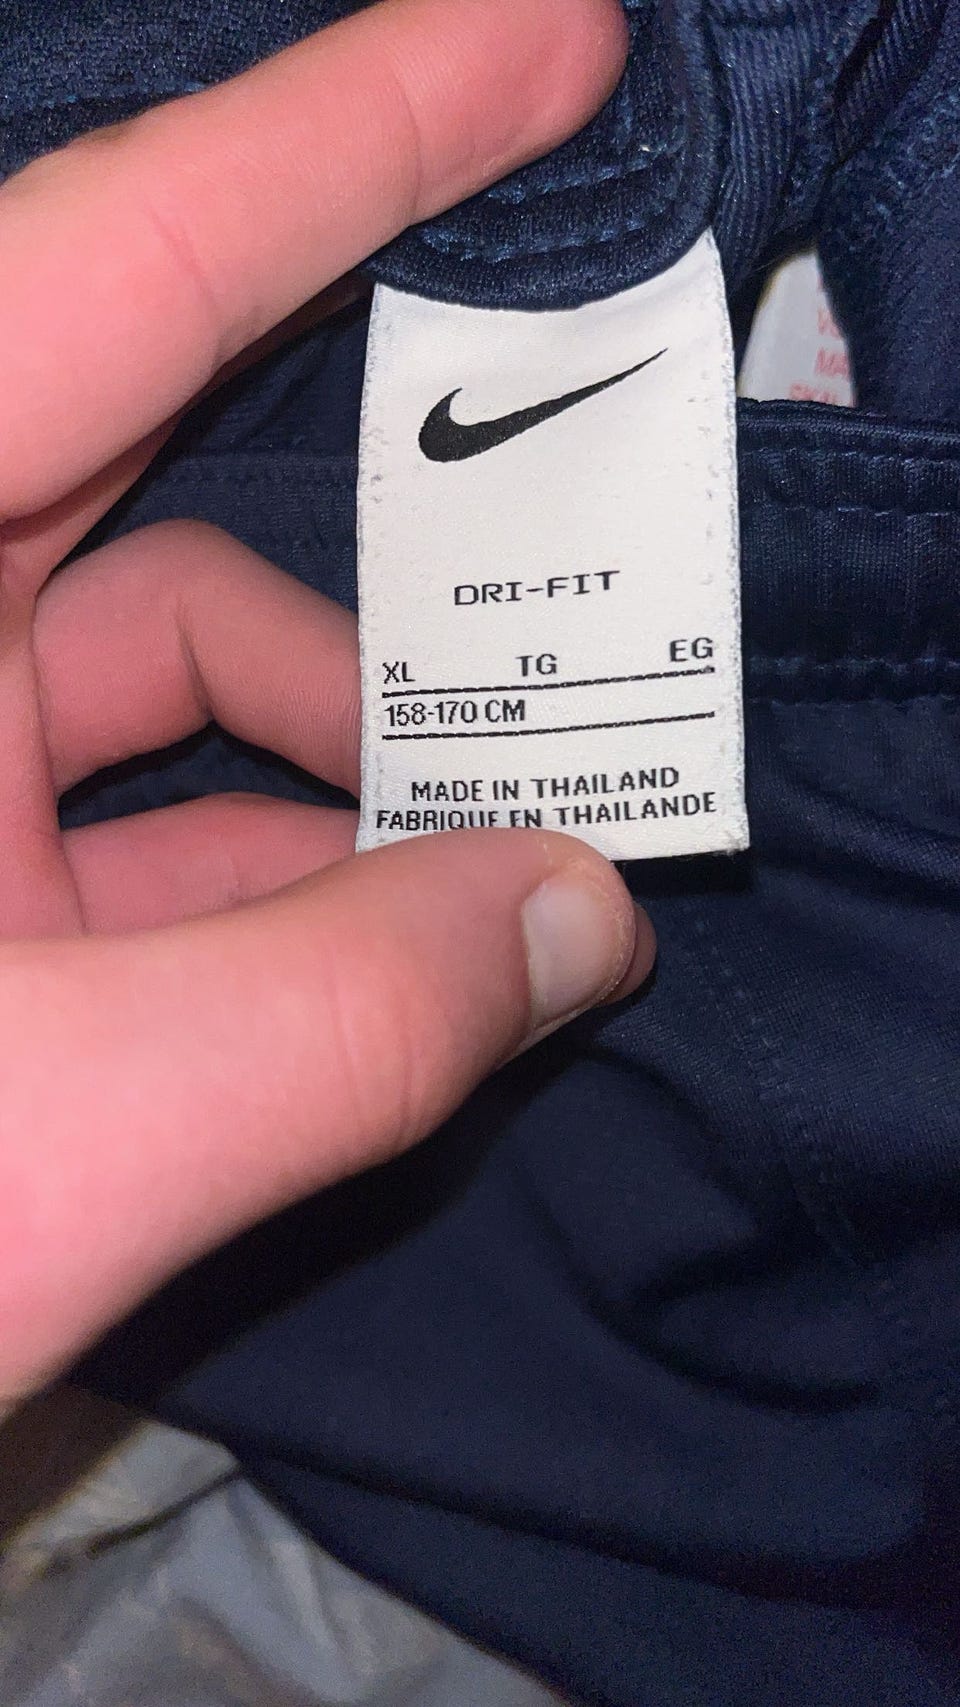 DRI-FIT
XL TG EG
158-170 CM
MADE IN THAILAND
FABRIQUE EN THAILANDE